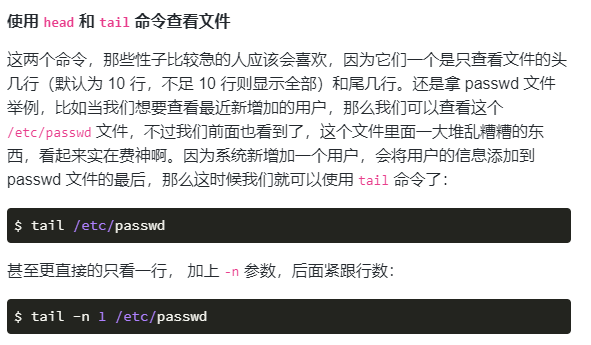 使用 head 和 tail 命令查看文件
这两个命令，那些性子比较急的人应该会喜欢，因为它们一个是只查看文件的头
几行（默认为 10 行，不足 10 行则显示全部）和尾几行。还是拿 passwd 文件
举例，比如当我们想要查看最近新增加的用户，那么我们可以查看这个
/etc/passwd 文件，不过我们前面也看到了，这个文件里面一大堆乱糟糟的东
西，看起来实在费神啊。因为系统新增加一个用户，会将用户的信息添加到
passwd 文件的最后，那么这时候我们就可以使用 tail 命令了：
$ tail /etc/passwd
甚至更直接的只看一行， 加上 -n 参数，后面紧跟行数：
$ tail -n 1 /etc/passwd